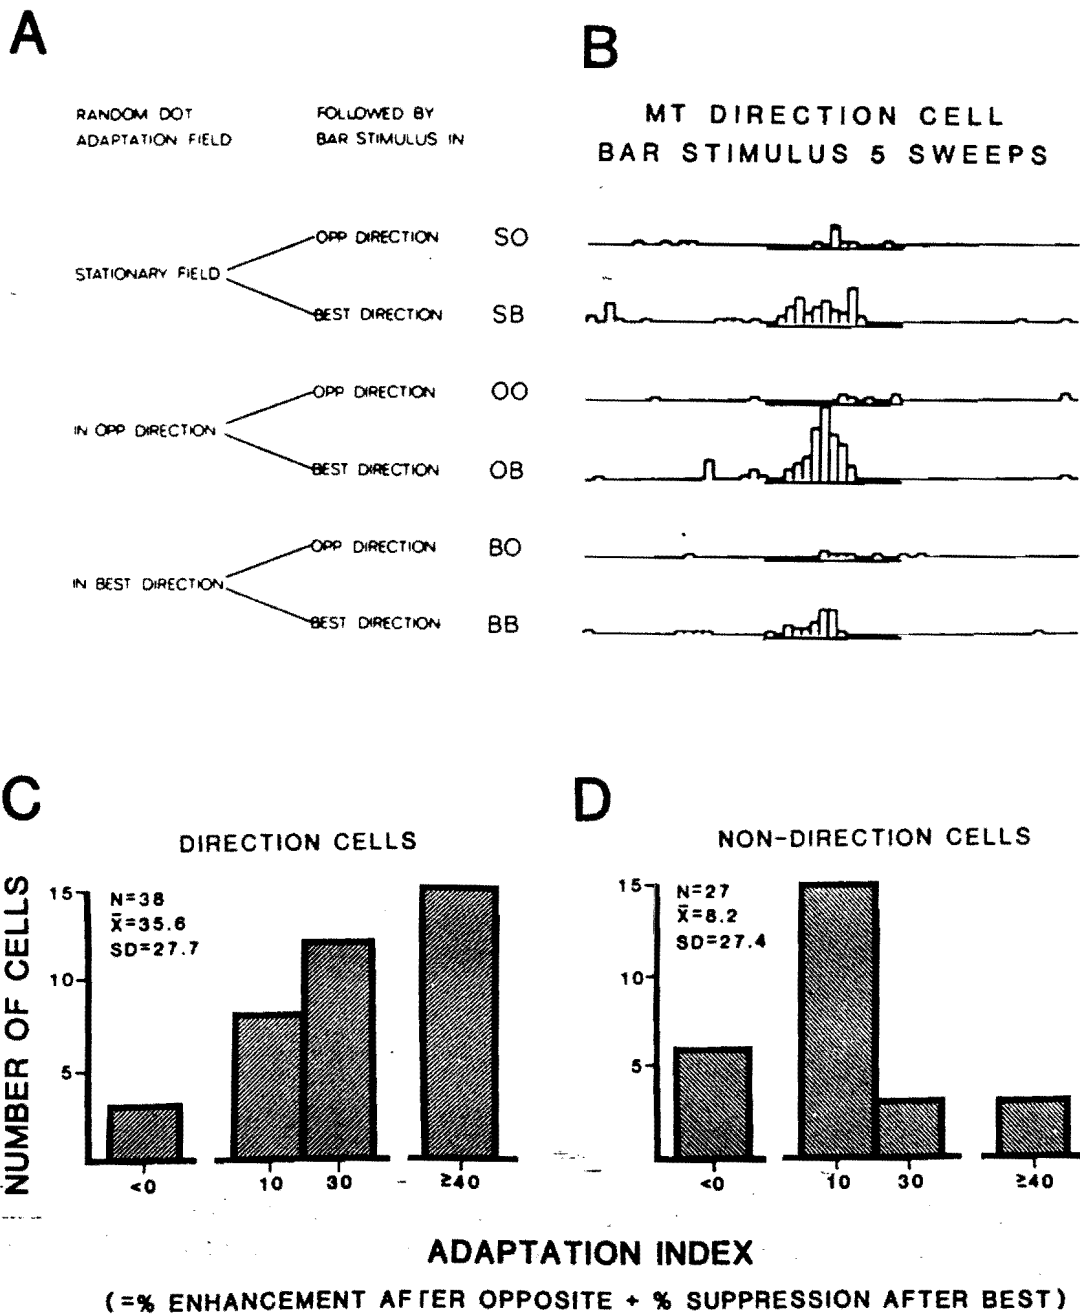 A
RANDOM DOT
ADAPTATION FIELD
FOLLOWED BY
BAR STIMULUS IN
STATIONARY FIELD
OPP DIRECTION SO
BEST DIRECTION SB
IN OPP DIRECTION
OPP DIRECTION OO
BEST DIRECTION OB
IN BEST DIRECTION
OPP DIRECTION BO
BEST DIRECTION BB
B
MT DIRECTION CELL
BAR STIMULUS 5 SWEEPS
C
DIRECTION CELLS
NUMBER OF CELLS
15
10
5
N=38
X̄=35.6
SD=27.7
<0 10 30 ≥40
D
NON-DIRECTION CELLS
15
10
5
N=27
X̄=8.2
SD=27.4
<0 10 30 ≥40
ADAPTATION INDEX
(=% ENHANCEMENT AFTER OPPOSITE + % SUPPRESSION AFTER BEST)